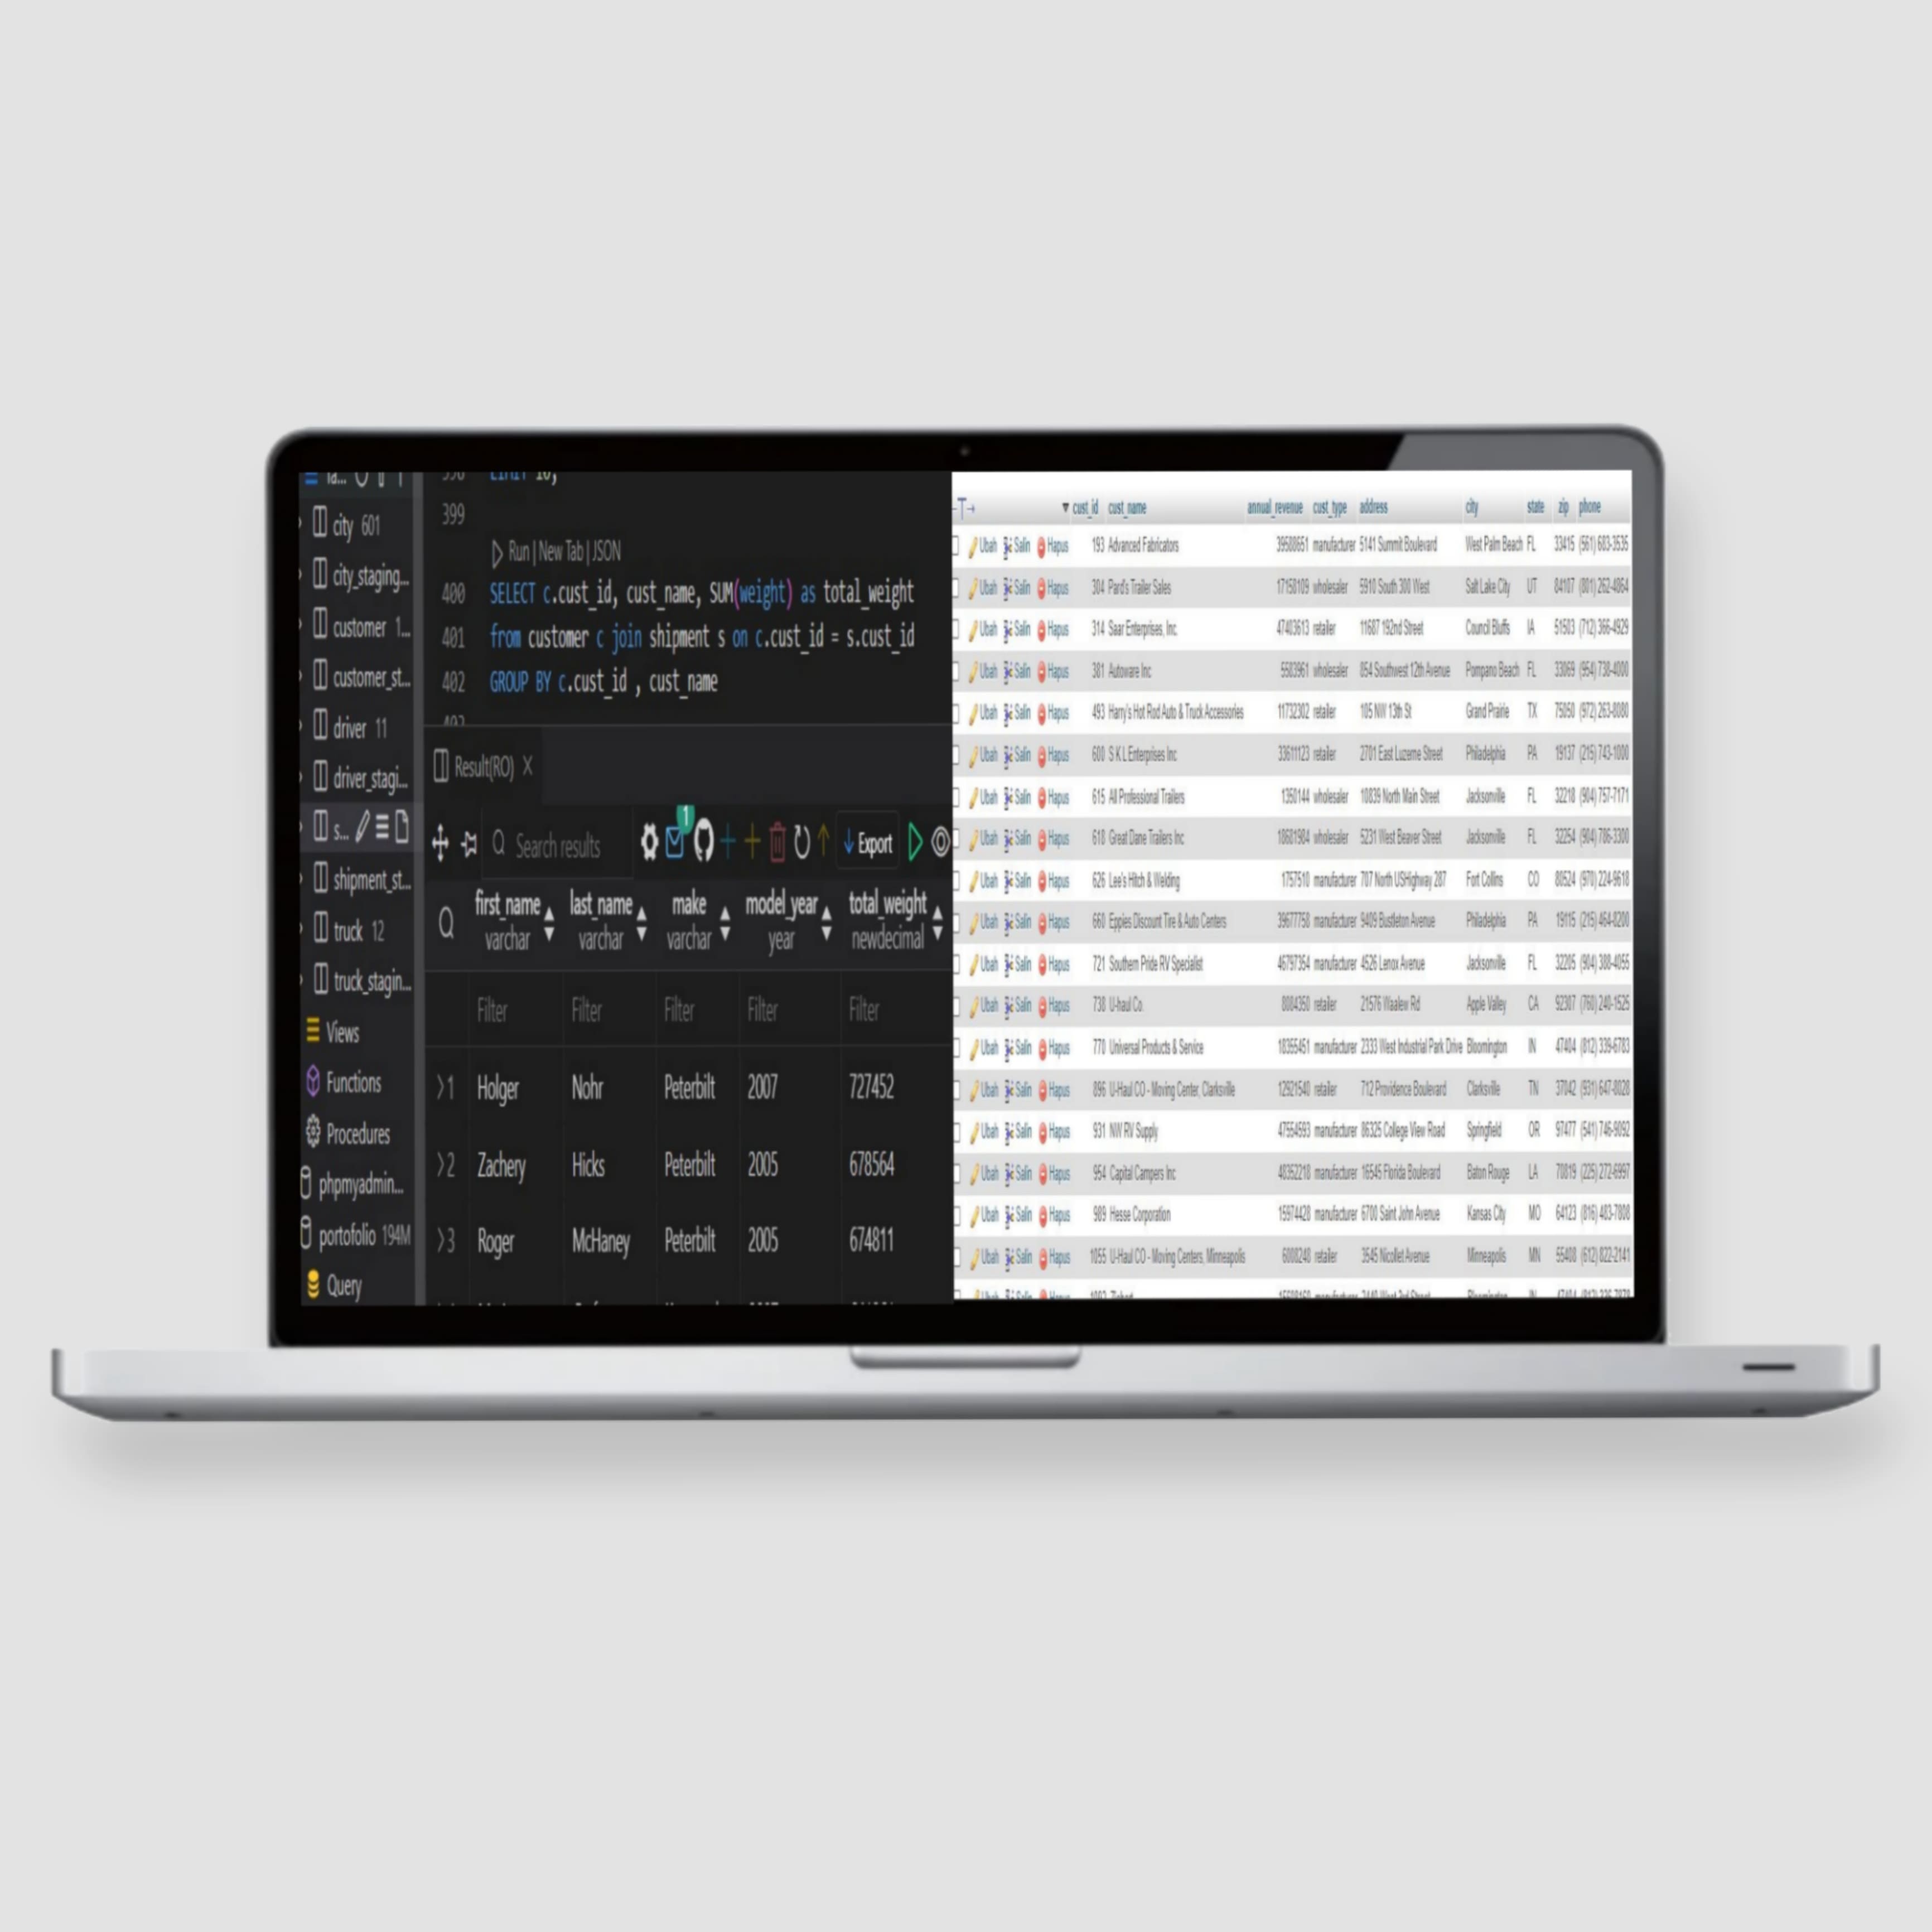 city 601
city_staging...
customer 1...
customer_st...
driver 11
driver_stagi...
s...
shipment_st...
truck 12
truck_stagin...
Views
Functions
Procedures
phpmyadmin...
portofolio 194M
Query
399
Run | New Tab | JSON
400 SELECT c.cust_id, cust_name, SUM(weight) as total_weight
401 from customer c join shipment s on c.cust_id = s.cust_id
402 GROUP BY c.cust_id , cust_name
Result(RO)
Search results
1
Export
first_name last_name make model_year total_weight
varchar varchar varchar year newdecimal
Filter Filter Filter Filter Filter
1 Holger Nohr Peterbilt 2007 727452
2 Zachery Hicks Peterbilt 2005 678564
3 Roger McHaney Peterbilt 2005 674811
cust_id cust_name annual_revenue cust_type address city state zip phone
Ubah Salin Hapus 193 Advanced Fabricators 39588651 manufacturer 5141 Summit Boulevard West Palm Beach FL 33415 (561) 683-3535
Ubah Salin Hapus 304 Pard's Trailer Sales 17158109 wholesaler 5910 South 300 West Salt Lake City UT 84107 (801) 262-4864
Ubah Salin Hapus 314 Saar Enterprises, Inc. 47403613 retailer 11687 192nd Street Council Bluffs IA 51503 (712) 366-4929
Ubah Salin Hapus 381 Autoware Inc 5583961 wholesaler 854 Southwest 12th Avenue Pompano Beach FL 33069 (954) 738-4000
Ubah Salin Hapus 493 Harry's Hot Rod Auto & Truck Accessories 11732302 retailer 105 NW 13th St Grand Prairie TX 75050 (972) 263-8080
Ubah Salin Hapus 600 S K L Enterprises Inc 33611123 retailer 2701 East Luzerne Street Philadelphia PA 19137 (215) 743-1000
Ubah Salin Hapus 615 All Professional Trailers 1350144 wholesaler 10839 North Main Street Jacksonville FL 32218 (904) 757-7171
Ubah Salin Hapus 618 Great Dane Trailers Inc 18681984 wholesaler 5231 West Beaver Street Jacksonville FL 32254 (904) 786-3300
Ubah Salin Hapus 626 Lee's Hitch & Welding 1757510 manufacturer 707 North USHighway 287 Fort Collins CO 80524 (970) 224-9618
Ubah Salin Hapus 660 Eppies Discount Tire & Auto Centers 39677758 manufacturer 9409 Bustleton Avenue Philadelphia PA 19115 (215) 464-8200
Ubah Salin Hapus 721 Southern Pride RV Specialist 46797354 manufacturer 4526 Lenox Avenue Jacksonville FL 32205 (904) 388-4055
Ubah Salin Hapus 738 U-haul Co. 8084350 retailer 21576 Waalew Rd Apple Valley CA 92307 (760) 240-1525
Ubah Salin Hapus 770 Universal Products & Service 18355451 manufacturer 2333 West Industrial Park Drive Bloomington IN 47404 (812) 339-6783
Ubah Salin Hapus 896 U-Haul CO - Moving Center, Clarksville 12921540 retailer 712 Providence Boulevard Clarksville TN 37042 (931) 647-8028
Ubah Salin Hapus 931 NW RV Supply 47554593 manufacturer 86325 College View Road Springfield OR 97477 (541) 746-9092
Ubah Salin Hapus 954 Capital Campers Inc 48352218 manufacturer 16545 Florida Boulevard Baton Rouge LA 70819 (225) 272-6997
Ubah Salin Hapus 989 Hesse Corporation 15974428 manufacturer 6700 Saint John Avenue Kansas City MO 64123 (816) 483-7808
Ubah Salin Hapus 1055 U-Haul CO - Moving Centers, Minneapolis 6088240 retailer 3545 Nicollet Avenue Minneapolis MN 55408 (612) 822-2141